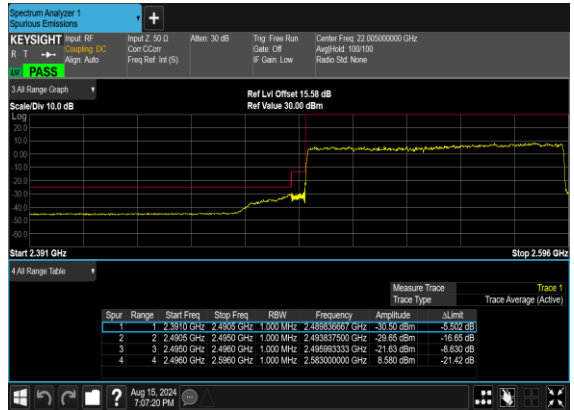 Spectrum Analyzer 1
Spurious Emissions
+
KEYSIGHT Input: RF Input Z: 50 Ω Atten: 30 dB Trig: Free Run Center Freq: 22.005000000 GHz
R T Coupling: DC Corr CCorr Gate: Off Avg|Hold: 100/100
Align: Auto Freq Ref: Int (S) IF Gain: Low Radio Std: None
LW PASS
3 All Range Graph
Ref Lvl Offset 15.58 dB
Scale/Div 10.0 dB Ref Value 30.00 dBm
Log
20.0
10.0
0.00
-10.0
-20.0
-30.0
-40.0
-50.0
-60.0
Start 2.391 GHz Stop 2.596 GHz
4 All Range Table
Measure Trace Trace 1
Trace Type Trace Average (Active)
Spur Range Start Freq Stop Freq RBW Frequency Amplitude ΔLimit
1 1 2.3910 GHz 2.4905 GHz 1.000 MHz 2.489836667 GHz -30.50 dBm -5.502 dB
2 2 2.4905 GHz 2.4950 GHz 1.000 MHz 2.493837500 GHz -29.65 dBm -16.65 dB
3 3 2.4950 GHz 2.4960 GHz 1.000 MHz 2.495993333 GHz -21.63 dBm -8.630 dB
4 4 2.4960 GHz 2.5960 GHz 1.000 MHz 2.583000000 GHz 8.580 dBm -21.42 dB
? Aug 15, 2024
7:07:20 PM